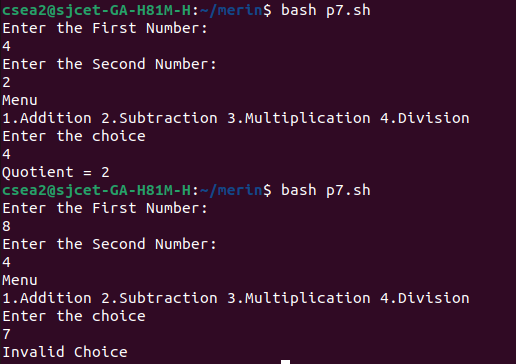 csea2@sjcet-GA-H81M-H:~/merin$ bash p7.sh
Enter the First Number:
4
Enter the Second Number:
2
Menu
1.Addition 2.Subtraction 3.Multiplication 4.Division
Enter the choice
4
Quotient = 2
csea2@sjcet-GA-H81M-H:~/merin$ bash p7.sh
Enter the First Number:
8
Enter the Second Number:
4
Menu
1.Addition 2.Subtraction 3.Multiplication 4.Division
Enter the choice
7
Invalid Choice